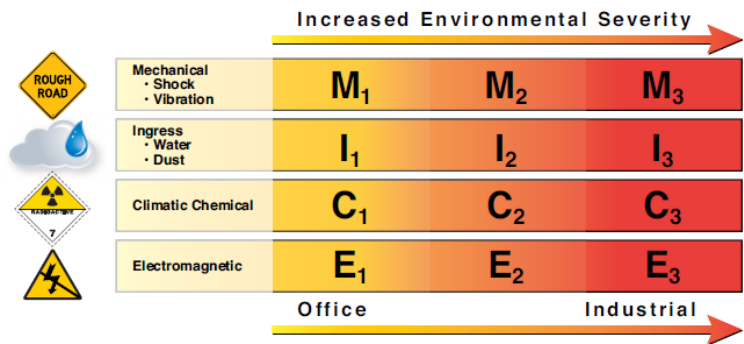 Increased Environmental Severity
ROUGH
ROAD
Mechanical
• Shock
• Vibration
M1 M2 M3
Ingress
• Water
• Dust
I1 I2 I3
RADIOACTIVE
7
Climatic Chemical
C1 C2 C3
Electromagnetic
E1 E2 E3
Office Industrial